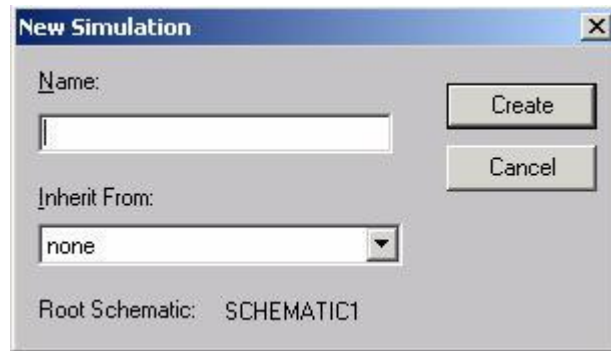 New Simulation
Name:
Create
Cancel
Inherit From:
none
Root Schematic: SCHEMATIC1